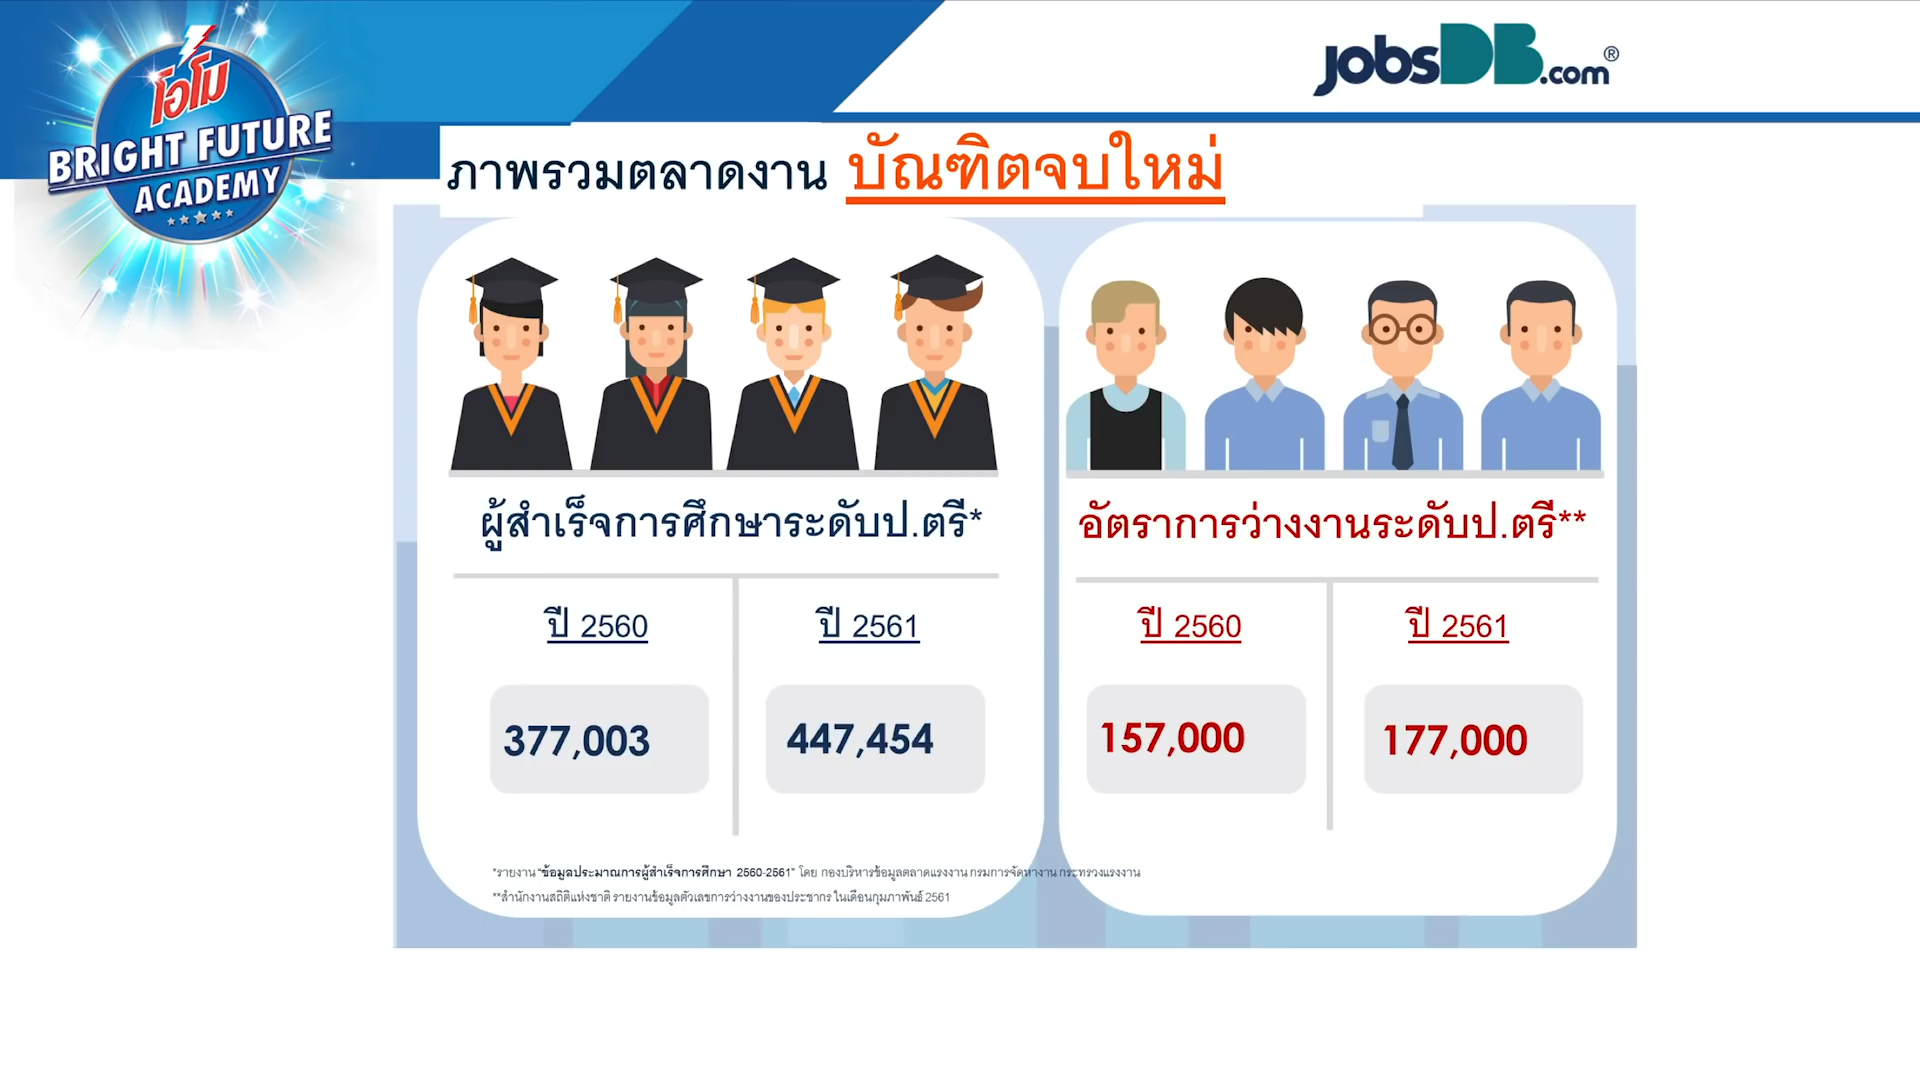 โอโม
BRIGHT FUTURE
ACADEMY
jobsDB.com®
ภาพรวมตลาดงาน บัณฑิตจบใหม่
ผู้สำเร็จการศึกษาระดับป.ตรี*
อัตราการว่างงานระดับป.ตรี**
ปี 2560
ปี 2561
ปี 2560
ปี 2561
377,003
447,454
157,000
177,000
*รายงาน "ข้อมูลประมาณการผู้สำเร็จการศึกษา 2560-2561" โดย กองบริหารข้อมูลตลาดแรงงาน กรมการจัดหางาน กระทรวงแรงงาน
**สำนักงานสถิติแห่งชาติ รายงานข้อมูลตัวเลขการว่างงานของประชากร ในเดือนกุมภาพันธ์ 2561